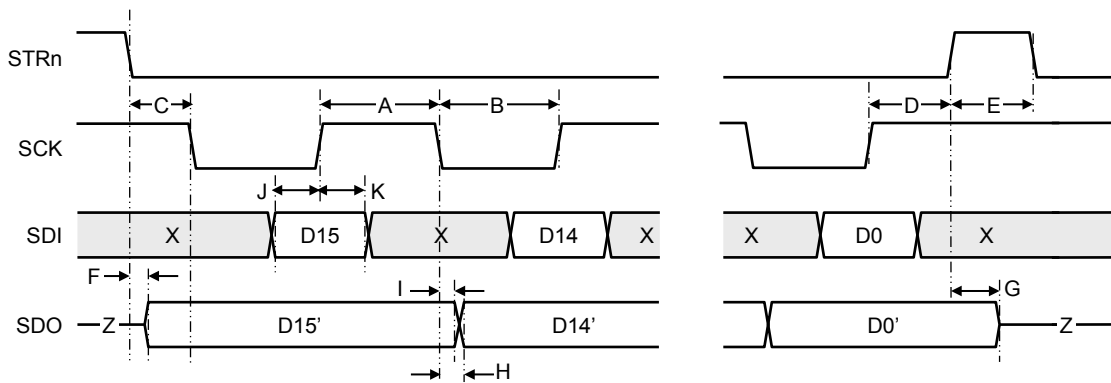 STRn
C A B D E
SCK
J K
SDI X D15 X D14 X X D0 X
F I G
SDO Z D15’ D14’ D0’ Z
H